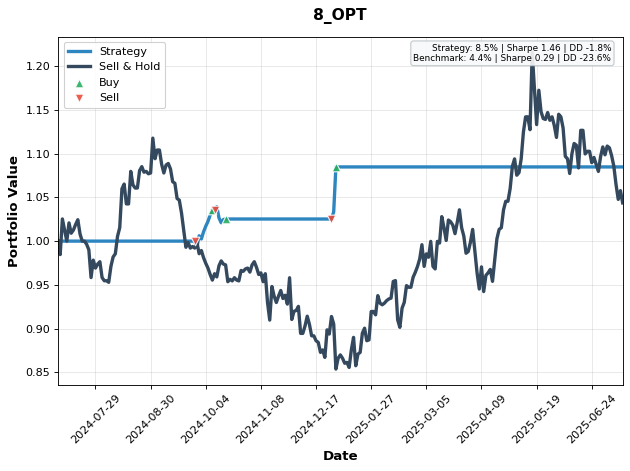 8_OPT
Strategy: 8.5% | Sharpe 1.46 | DD -1.8%
Benchmark: 4.4% | Sharpe 0.29 | DD -23.6%
Strategy
Sell & Hold
Buy
Sell
Portfolio Value
1.20
1.15
1.10
1.05
1.00
0.95
0.90
0.85
2024-07-29
2024-08-30
2024-10-04
2024-11-08
2024-12-17
2025-01-27
2025-03-05
2025-04-09
2025-05-19
2025-06-24
Date